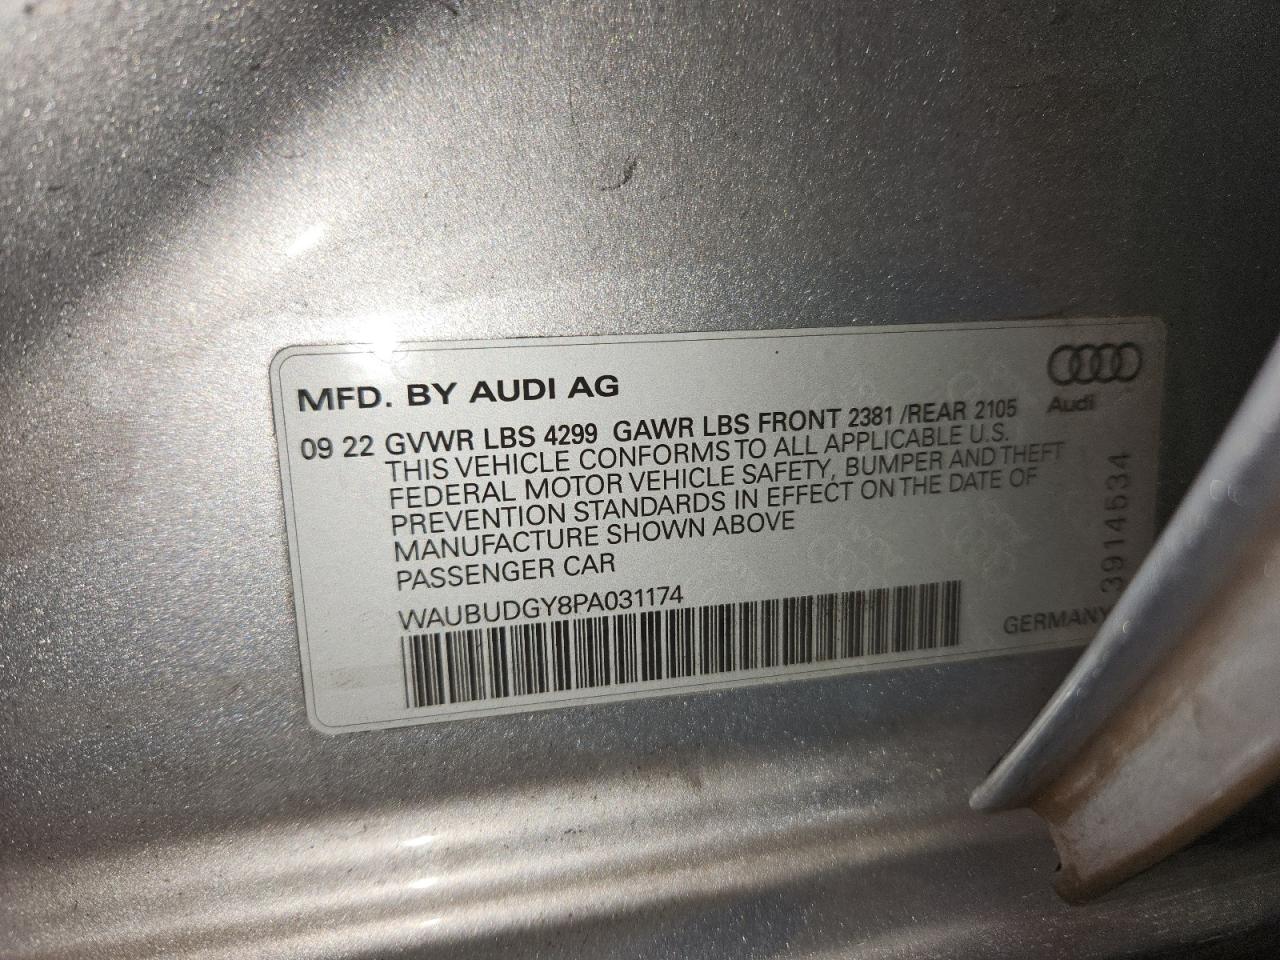 MFD. BY AUDI AG
Audi
09 22 GVWR LBS 4299 GAWR LBS FRONT 2381 /REAR 2105
THIS VEHICLE CONFORMS TO ALL APPLICABLE U.S.
FEDERAL MOTOR VEHICLE SAFETY, BUMPER AND THEFT
PREVENTION STANDARDS IN EFFECT ON THE DATE OF
MANUFACTURE SHOWN ABOVE
PASSENGER CAR
WAUBUDGY8PA031174
GERMANY
3914534